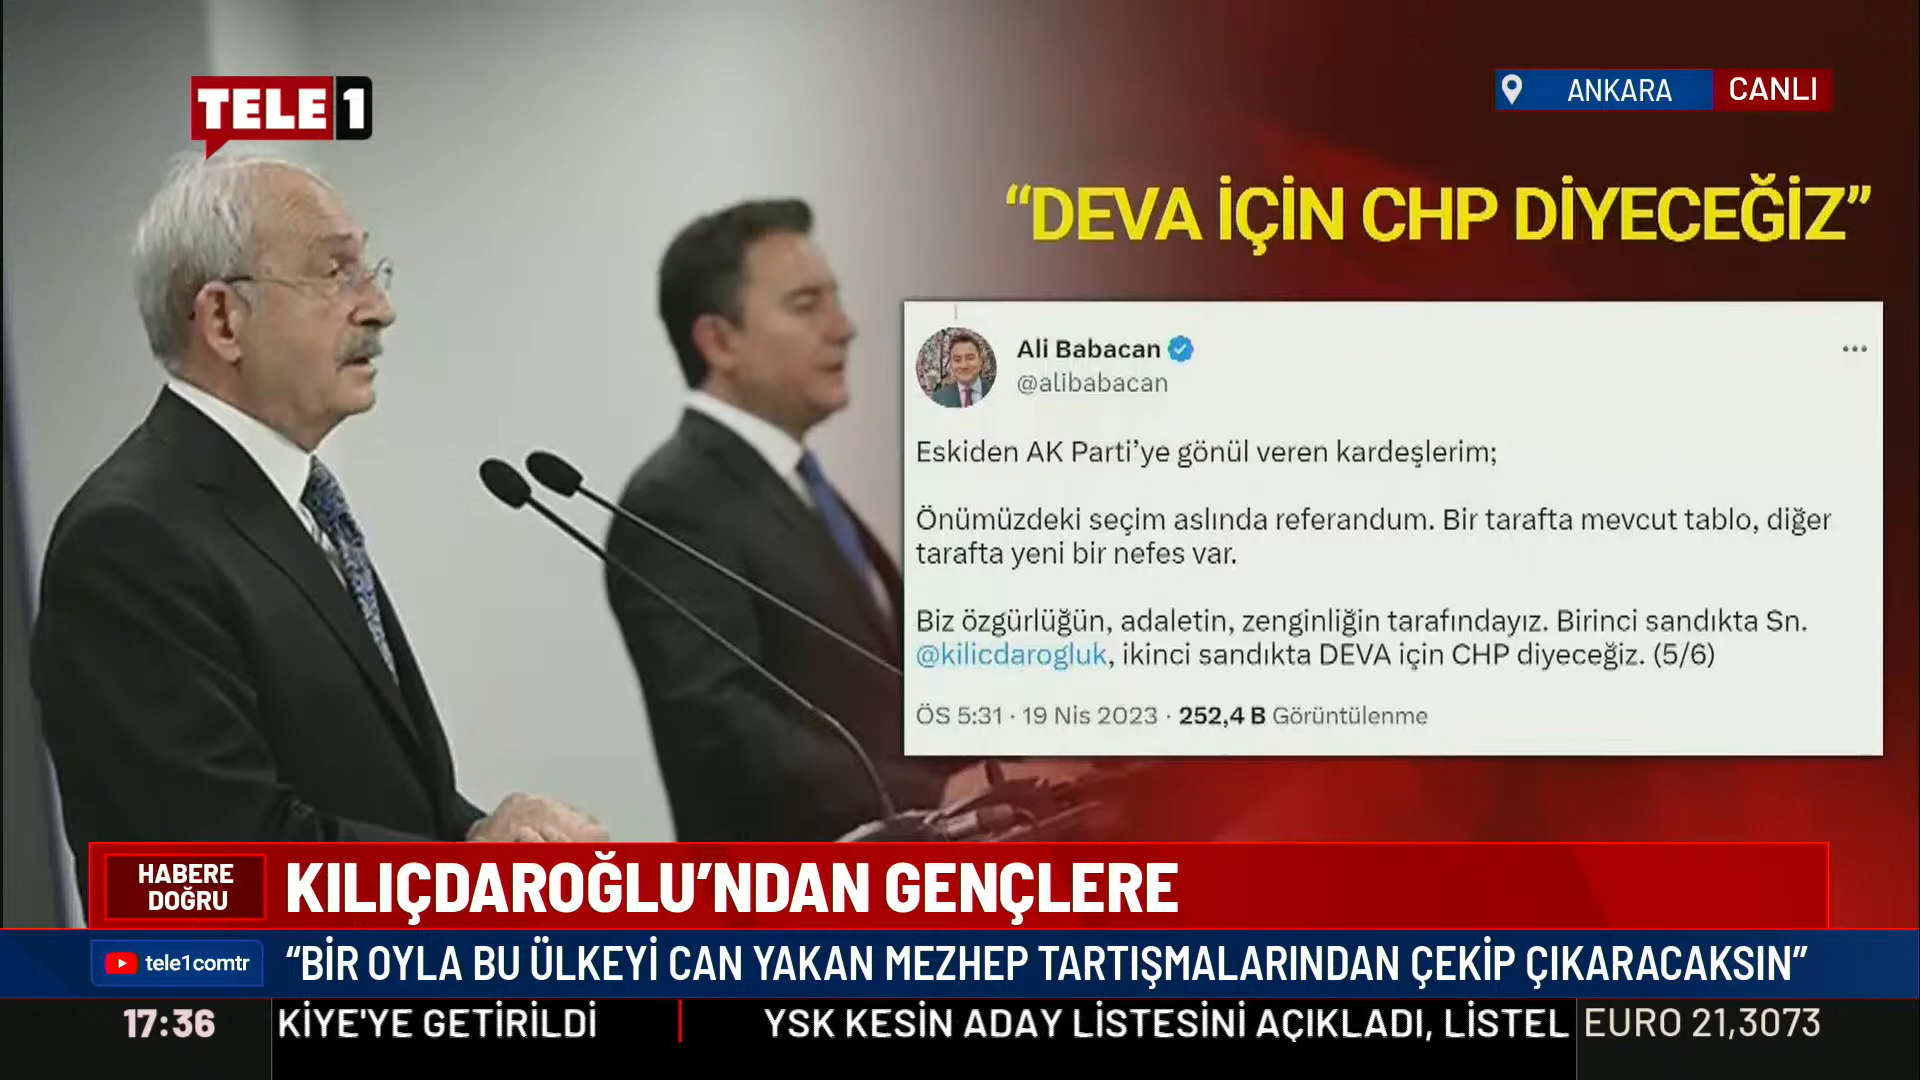 TELE1
ANKARA CANLI
“DEVA İÇİN CHP DİYECEĞİZ”
Ali Babacan
@alibabacan
Eskiden AK Parti’ye gönül veren kardeşlerim;
Önümüzdeki seçim aslında referandum. Bir tarafta mevcut tablo, diğer
tarafta yeni bir nefes var.
Biz özgürlüğün, adaletin, zenginliğin tarafındayız. Birinci sandıkta Sn.
@kilicdarogluk, ikinci sandıkta DEVA için CHP diyeceğiz. (5/6)
ÖS 5:31 · 19 Nis 2023 · 252,4 B Görüntülenme
HABERE
DOĞRU
KILIÇDAROĞLU’NDAN GENÇLERE
tele1comtr
“BİR OYLA BU ÜLKEYİ CAN YAKAN MEZHEP TARTIŞMALARINDAN ÇEKİP ÇIKARACAKSIN”
17:36
KİYE'YE GETİRİLDİ | YSK KESİN ADAY LİSTESİNİ AÇIKLADI, LİSTEL
EURO 21,3073